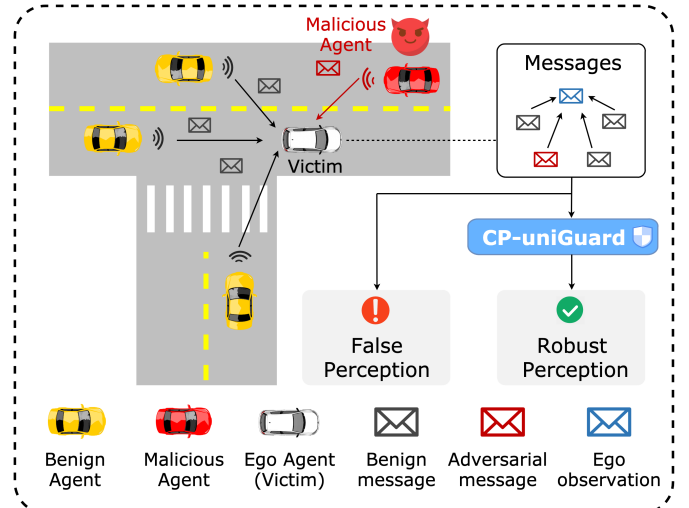 Malicious
Agent
Messages
Victim
CP-uniGuard
False
Perception
Robust
Perception
Benign
Agent
Malicious
Agent
Ego Agent
(Victim)
Benign
message
Adversarial
message
Ego
observation